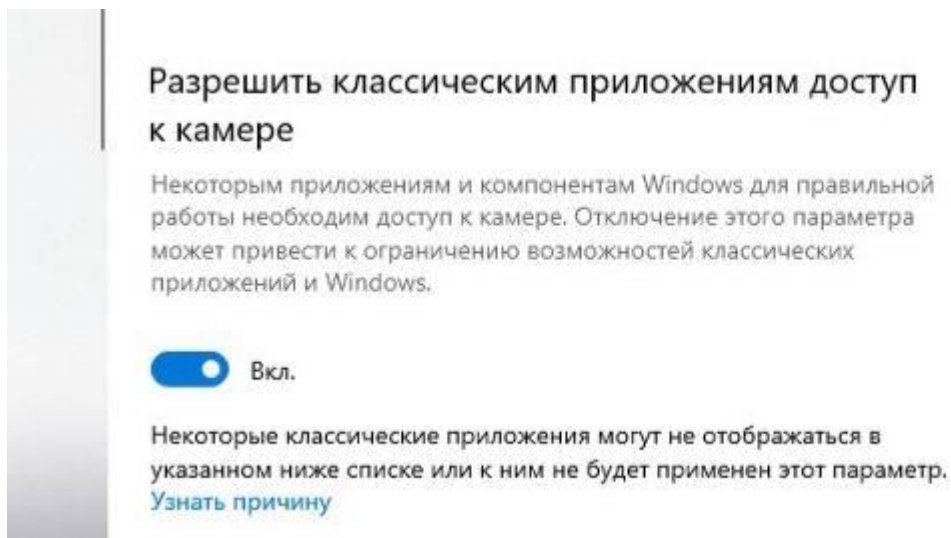 Разрешить классическим приложениям доступ
к камере
Некоторым приложениям и компонентам Windows для правильной
работы необходим доступ к камере. Отключение этого параметра
может привести к ограничению возможностей классических
приложений и Windows.
Вкл.
Некоторые классические приложения могут не отображаться в
указанном ниже списке или к ним не будет применен этот параметр.
Узнать причину